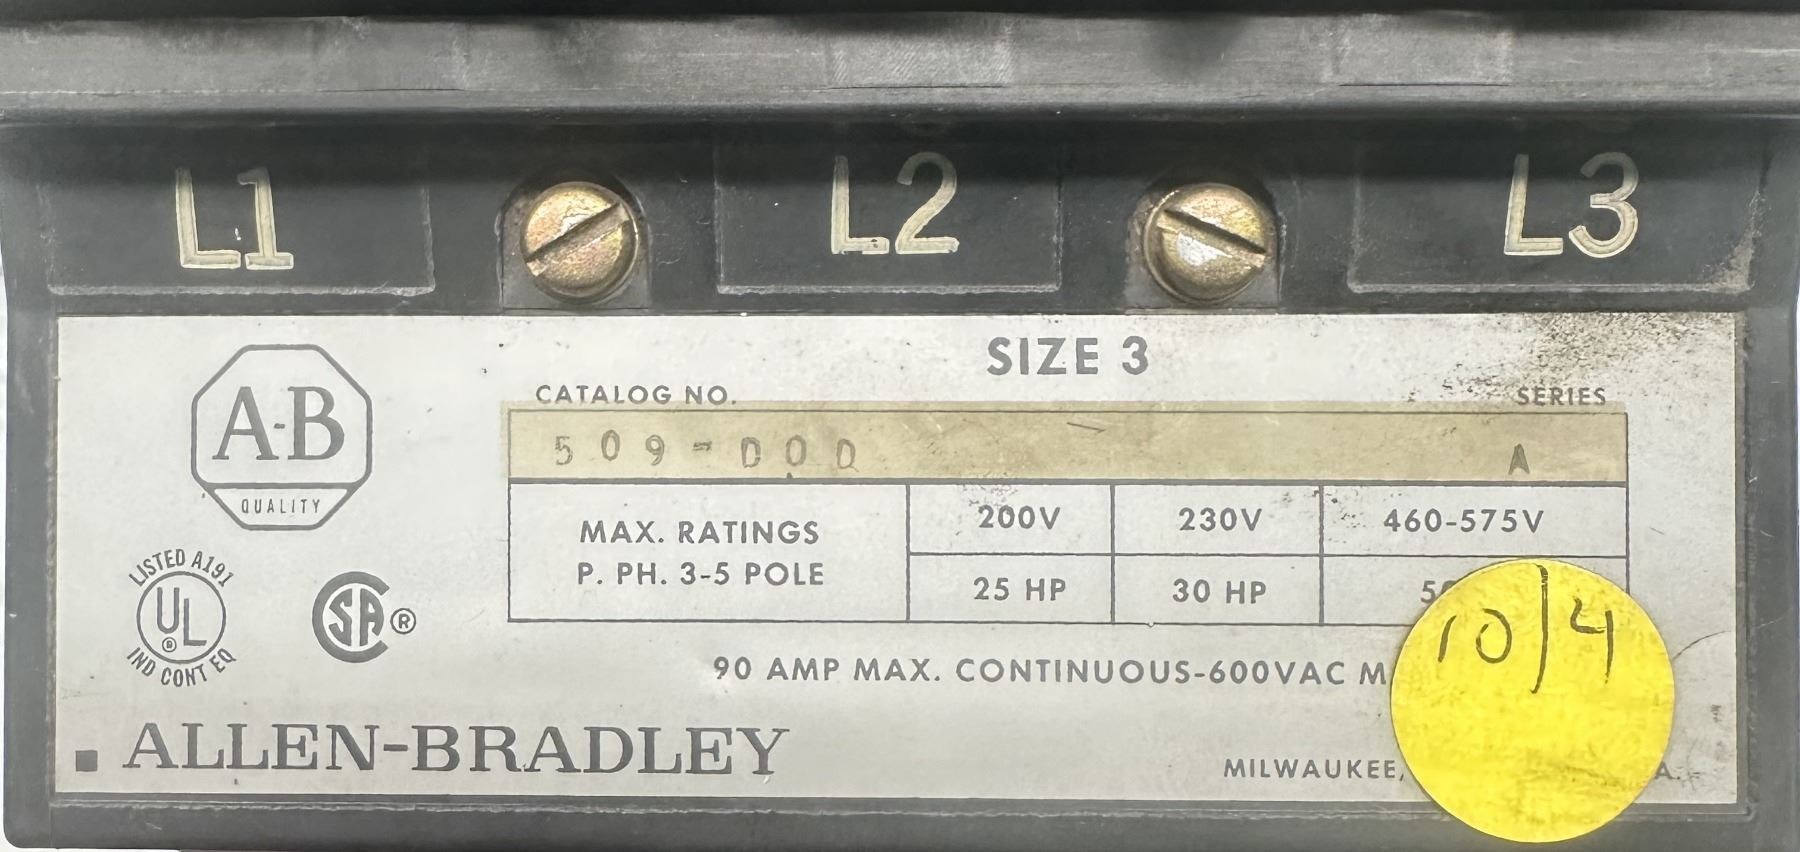 L1 L2 L3
SIZE 3
CATALOG NO. SERIES
509-DOD A
A-B
QUALITY
MAX. RATINGS
P. PH. 3-5 POLE
200V 230V 460-575V
25 HP 30 HP
LISTED A191
UL®
IND CONT EQ
SA®
10/4
90 AMP MAX. CONTINUOUS-600VAC
ALLEN-BRADLEY
MILWAUKEE,